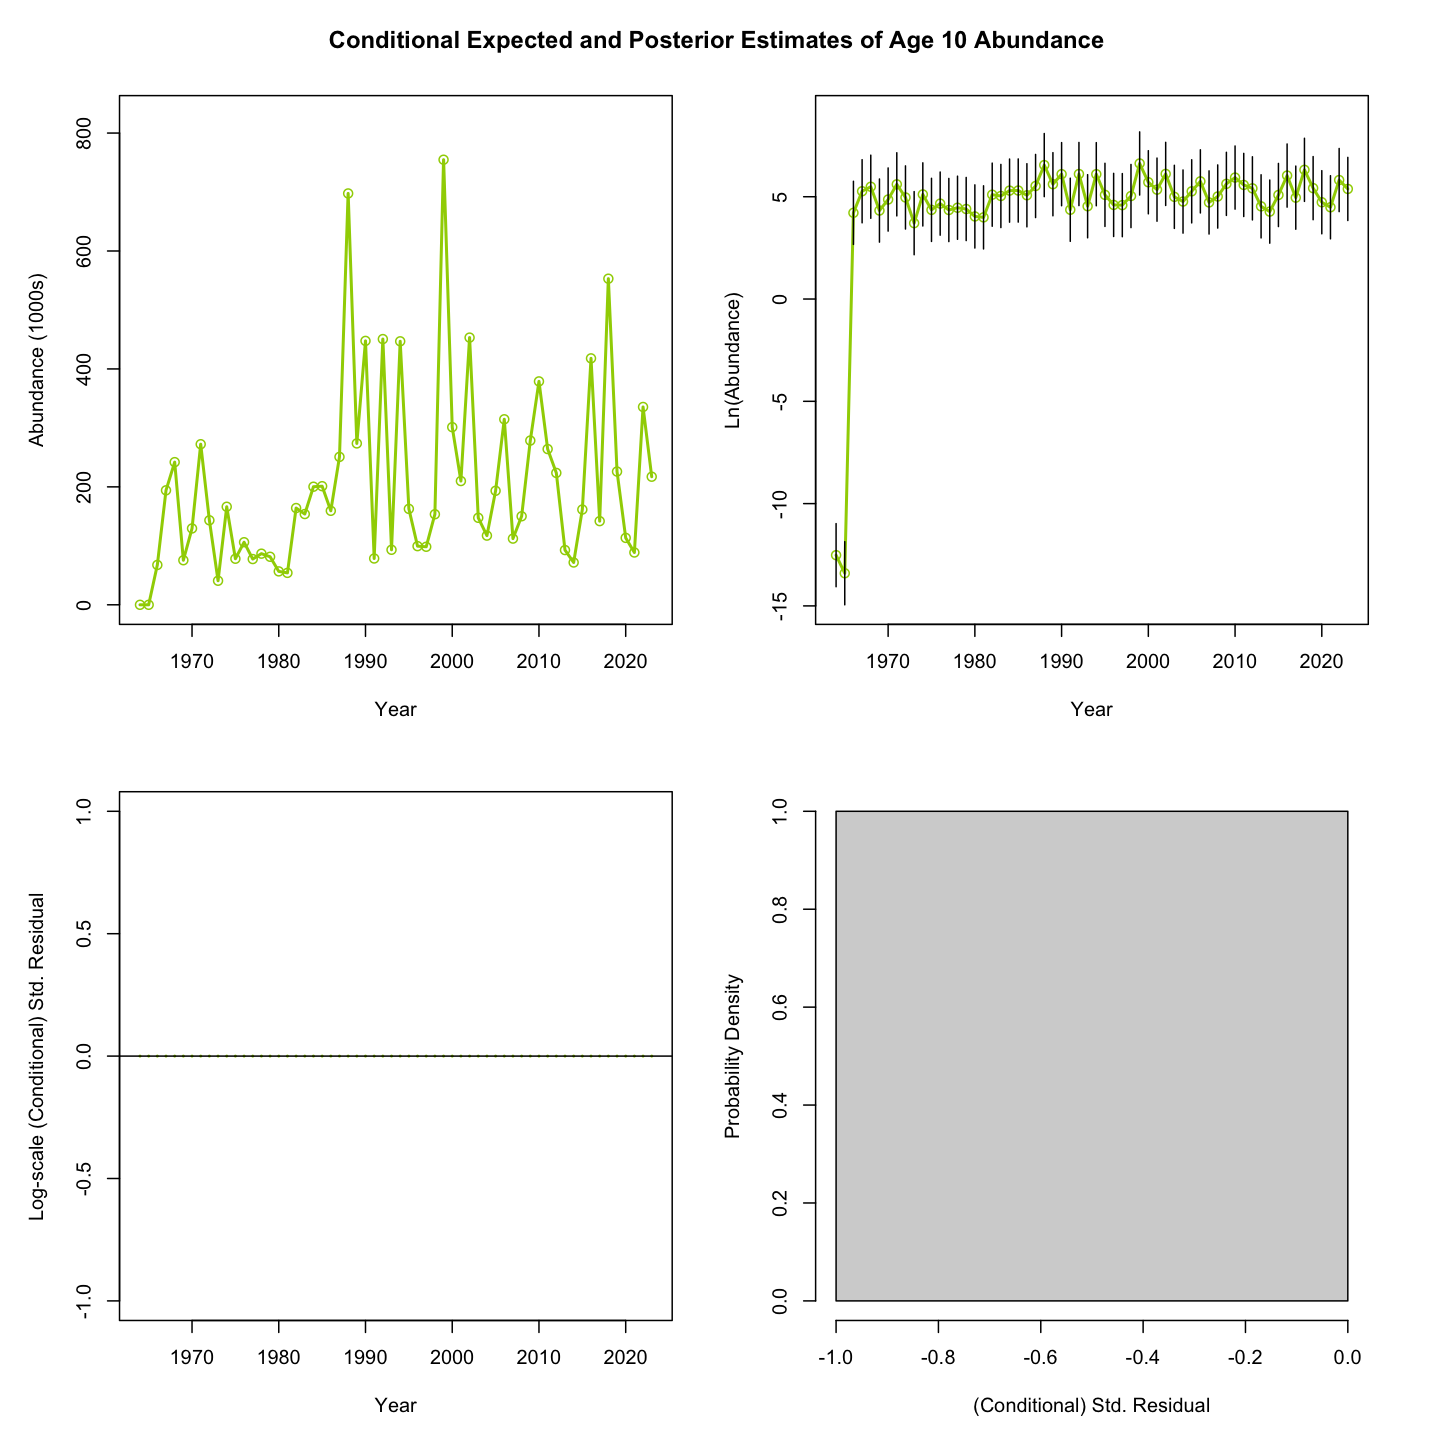 Conditional Expected and Posterior Estimates of Age 10 Abundance
Abundance (1000s)
800
600
400
200
0
1970 1980 1990 2000 2010 2020
Year
Ln(Abundance)
5
0
-5
-10
-15
1970 1980 1990 2000 2010 2020
Year
Log-scale (Conditional) Std. Residual
1.0
0.5
0.0
-0.5
-1.0
1970 1980 1990 2000 2010 2020
Year
Probability Density
1.0
0.8
0.6
0.4
0.2
0.0
-1.0 -0.8 -0.6 -0.4 -0.2 0.0
(Conditional) Std. Residual